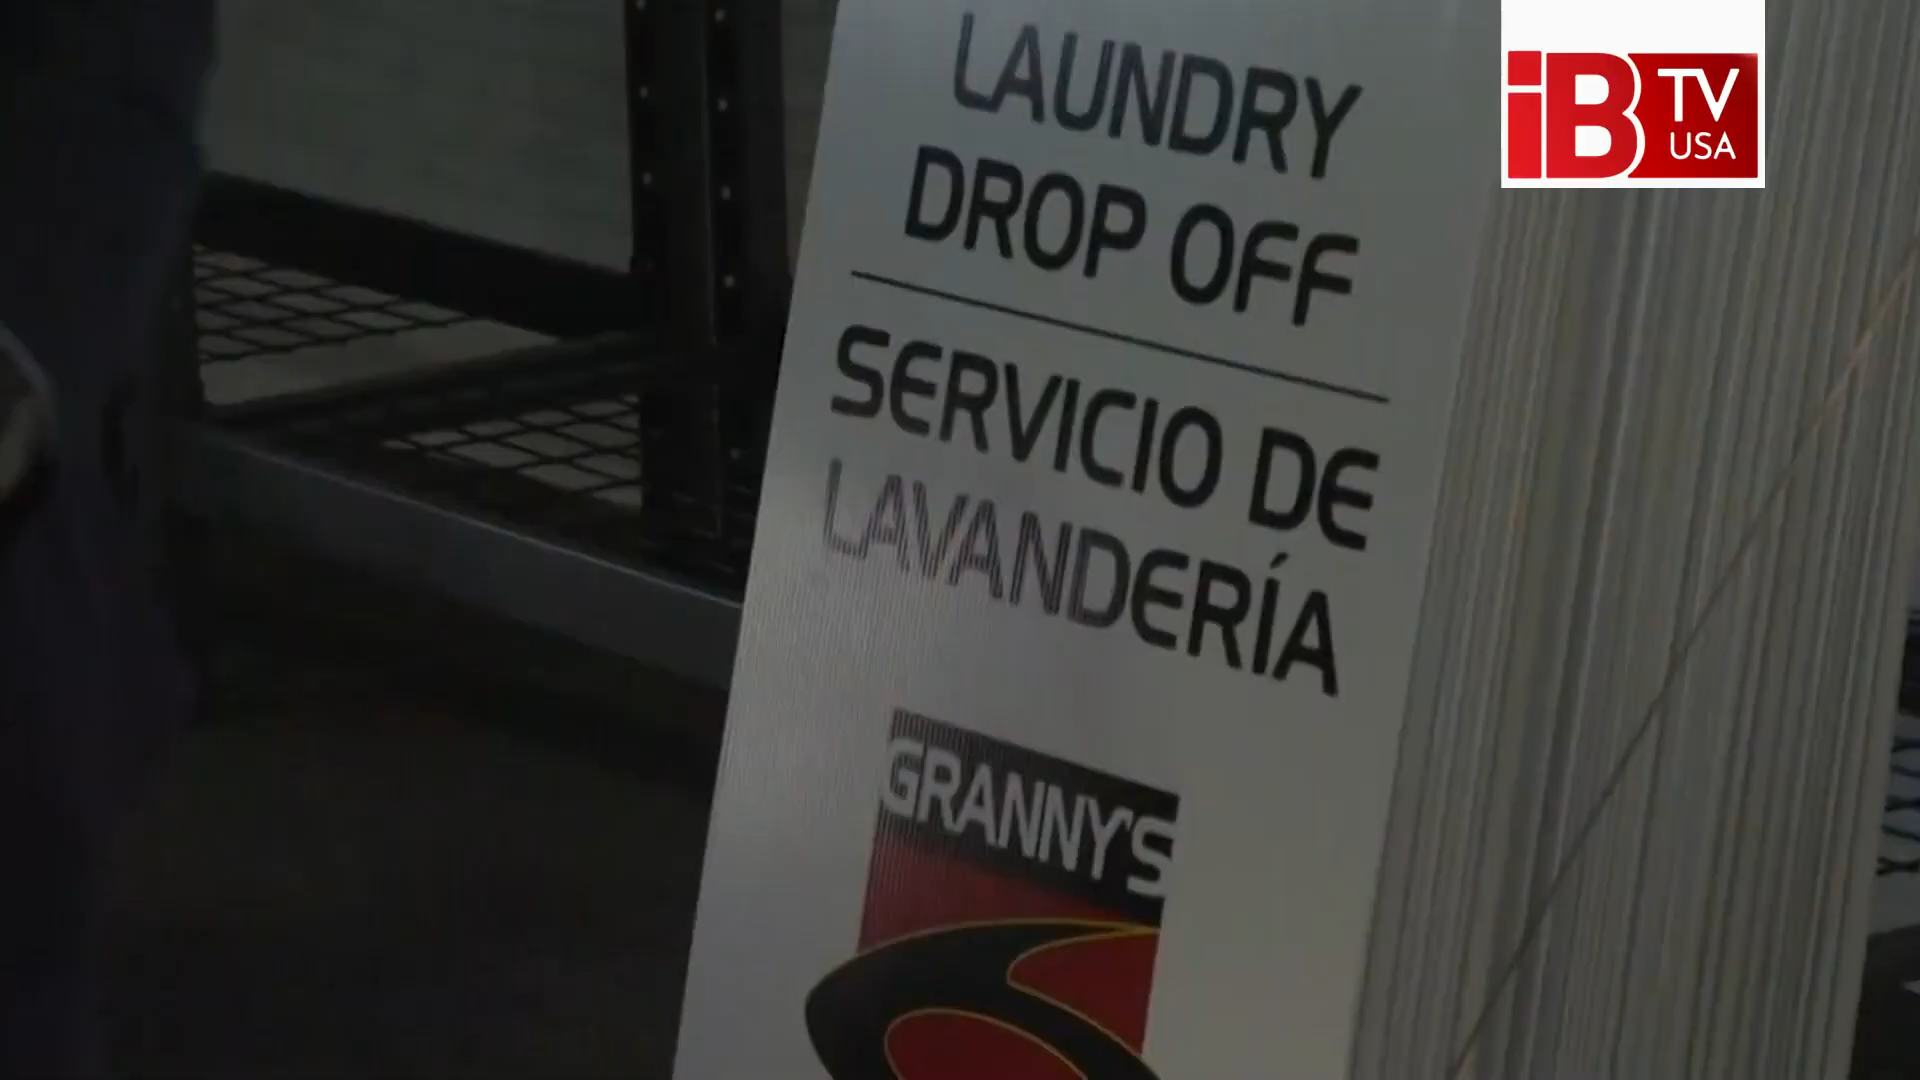 LAUNDRY
DROP OFF
SERVICIO DE
LAVANDERÍA
GRANNY'S
iB TV
USA